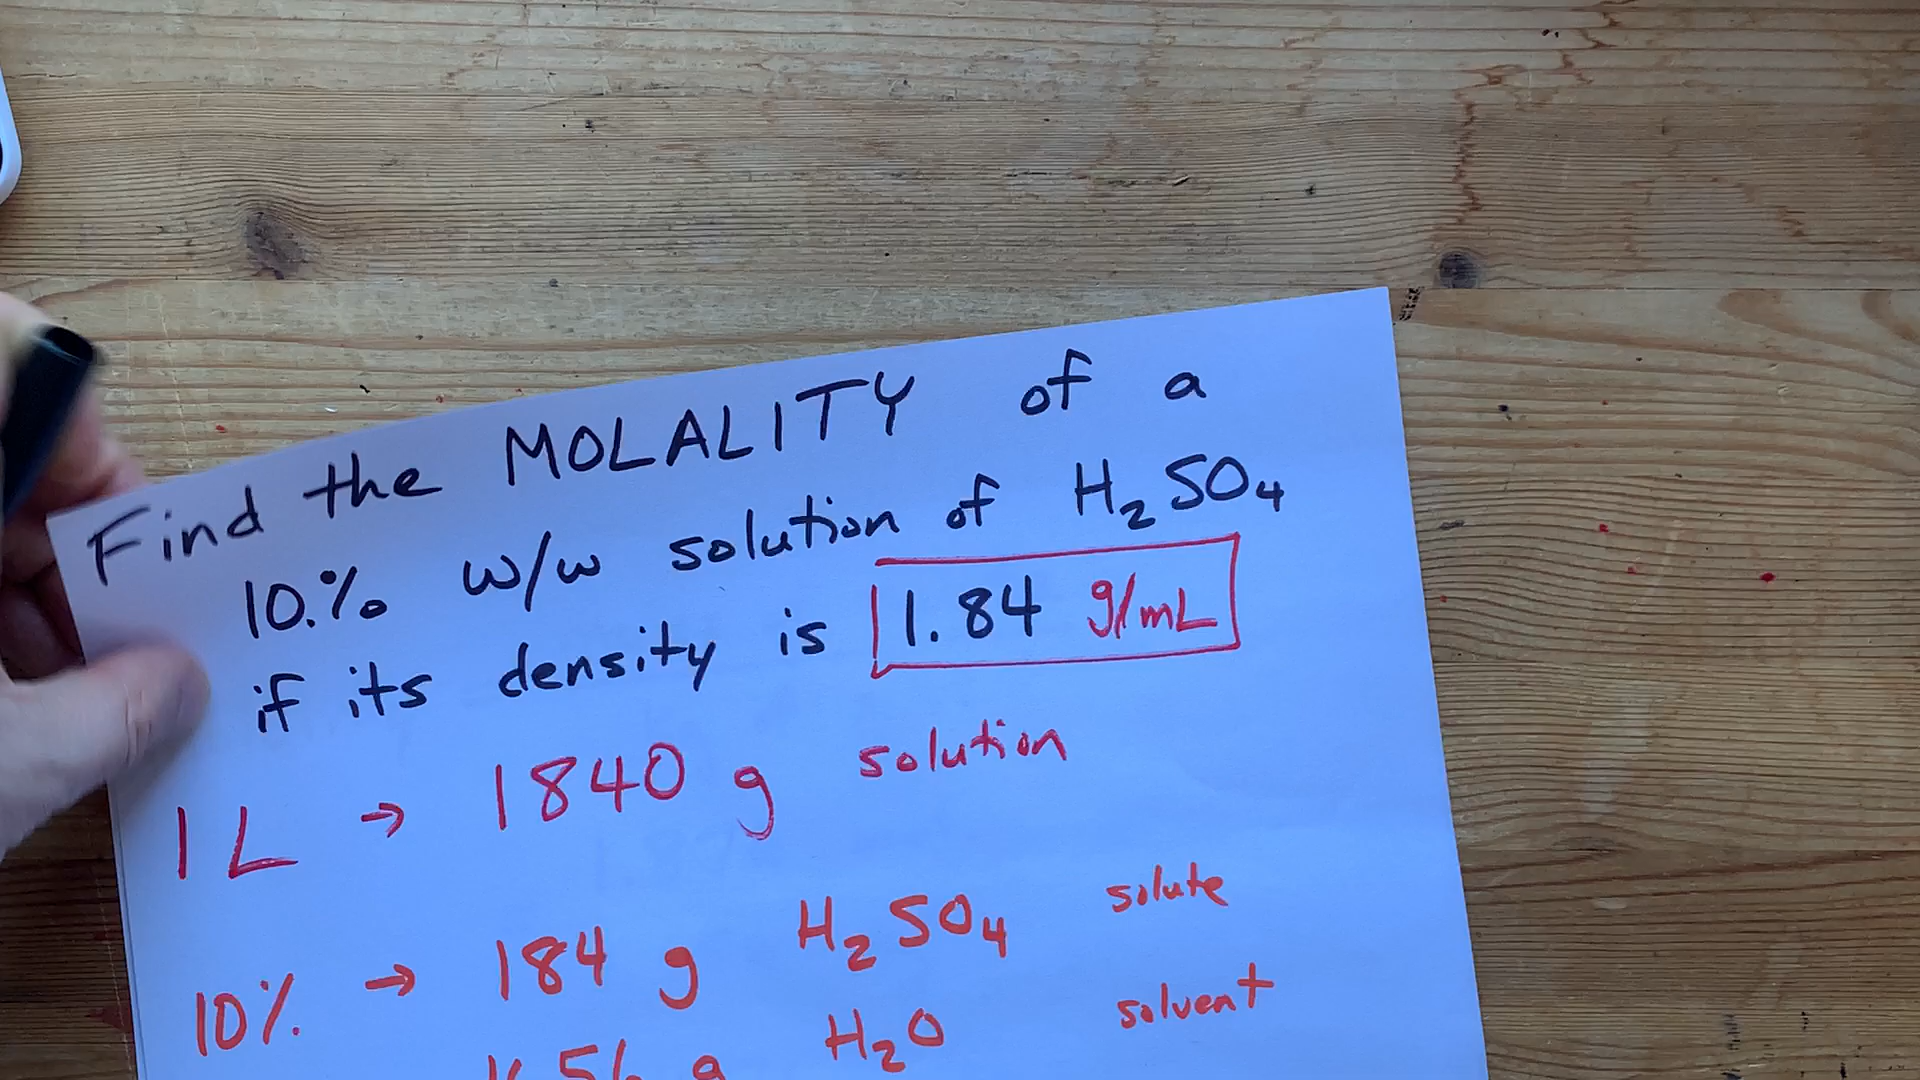 Find the MOLALITY of a
10.% w/w solution of H₂SO₄
if its density is 1.84 g/mL
1 L → 1840 g solution
10% → 184 g H₂SO₄ solute
1656 g H₂O solvent